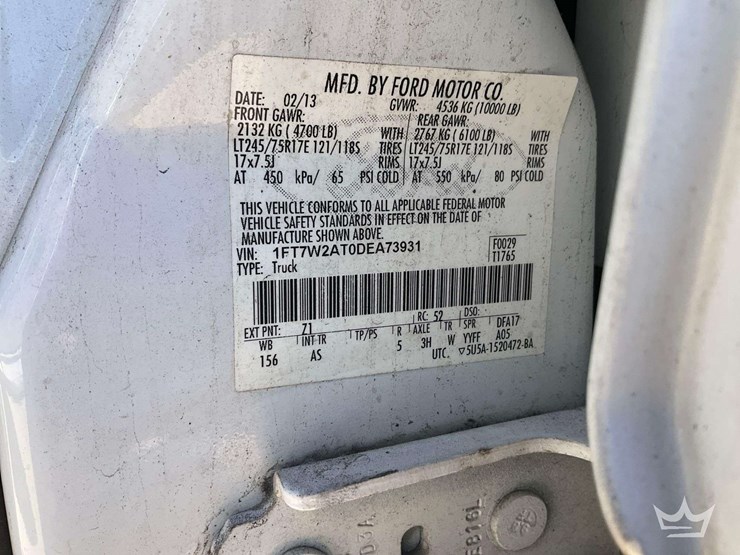 MFD. BY FORD MOTOR CO.
DATE: 02/13 GVWR: 4536 KG (10000 LB)
FRONT GAWR: REAR GAWR:
2132 KG ( 4700 LB) WITH 2767 KG ( 6100 LB) WITH
LT245/75R17E 121/118S TIRES LT245/75R17E 121/118S TIRES
17x7.5J RIMS 17x7.5J RIMS
AT 450 kPa/ 65 PSI COLD AT 550 kPa/ 80 PSI COLD
THIS VEHICLE CONFORMS TO ALL APPLICABLE FEDERAL MOTOR
VEHICLE SAFETY STANDARDS IN EFFECT ON THE DATE OF
MANUFACTURE SHOWN ABOVE.
VIN: 1FT7W2AT0DEA73931 F0029
TYPE: Truck T1765
EXT PNT: Z1 RC: 52 DSO:
WB INT TR TP/PS R AXLE TR SPR DFA17
156 AS 5 3H W YYFF A05
UTC. ▽5U5A-1520472-BA